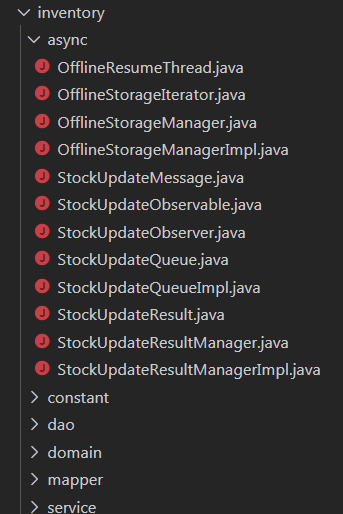 inventory
async
OfflineResumeThread.java
OfflineStorageIterator.java
OfflineStorageManager.java
OfflineStorageManagerImpl.java
StockUpdateMessage.java
StockUpdateObservable.java
StockUpdateObserver.java
StockUpdateQueue.java
StockUpdateQueueImpl.java
StockUpdateResult.java
StockUpdateResultManager.java
StockUpdateResultManagerImpl.java
constant
dao
domain
mapper
service